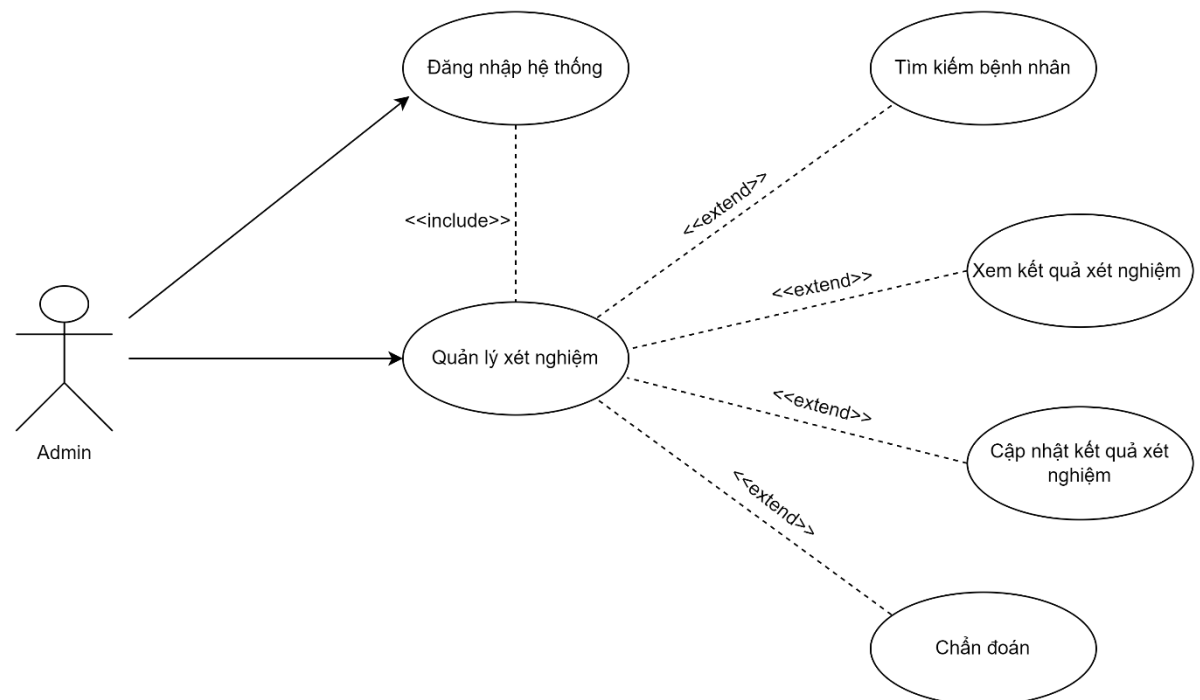 Đăng nhập hệ thống
Tìm kiếm bệnh nhân
<<extend>>
<<include>>
Xem kết quả xét nghiệm
<<extend>>
Quản lý xét nghiệm
<<extend>>
Admin
Cập nhật kết quả xét
nghiệm
<<extend>>
Chẩn đoán